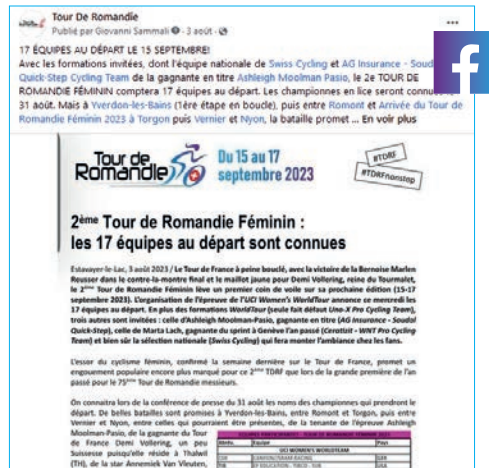 Tour De Romandie
Publié par Giovanni Sammali · 3 août ·
17 ÉQUIPES AU DÉPART LE 15 SEPTEMBRE!
Avec les formations invitées, dont l'équipe nationale de Swiss Cycling et AG Insurance - Soudal
Quick-Step Cycling Team de la gagnante en titre Ashleigh Moolman Pasio, le 2e TOUR DE
ROMANDIE FÉMININ comptera 17 équipes au départ. Les championnes en lice seront connues
31 août. Mais à Yverdon-les-Bains (1ère étape en boucle), puis entre Romont et Arrivée du Tour de
Romandie Féminin 2023 à Torgon puis Vernier et Nyon, la bataille promet ... En voir plus
f
Tour de
Romandie
Du 15 au 17
septembre 2023
#TDRF
#TDRFnonstop
2ème Tour de Romandie Féminin :
les 17 équipes au départ sont connues
Estavayer-le-Lac, 3 août 2023 / Le Tour de France à peine bouclé, avec la victoire de la Bernoise Marlen
Reusser dans le contre-la-montre final et le maillot jaune pour Demi Vollering, reine du Tourmalet,
le 2ème Tour de Romandie Féminin lève un premier coin de voile sur sa prochaine édition (15-17
septembre 2023). L'organisation de l'épreuve de l'UCI Women's WorldTour annonce ce mercredi les
17 équipes au départ. En plus des formations WorldTour (seule fait défaut Uno-X Pro Cycling Team),
trois autres sont invitées : celle d'Ashleigh Moolman-Pasio, gagnante en titre (AG Insurance - Soudal
Quick-Step), celle de Marta Lach, gagnante du sprint à Genève l'an passé (Ceratizit - WNT Pro Cycling
Team) et bien sûr la sélection nationale (Swiss Cycling) qui fera monter l'ambiance chez les fans.
L'essor du cyclisme féminin, confirmé la semaine dernière sur le Tour de France, promet un
engouement populaire encore plus marqué pour ce 2ème TDRF que lors de la grande première de l'an
passé pour le 75ème Tour de Romandie messieurs.
On connaitra lors de la conférence de presse du 31 août les noms des championnes qui prendront le
départ. De belles batailles sont promises à Yverdon-les-Bains, entre Romont et Torgon, puis entre
Vernier et Nyon, entre celles qui pourraient être présentes, de la tenante de l'épreuve Ashleigh
Moolman-Pasio, de la gagnante du Tour
de France Demi Vollering, un peu
Suissesse puisqu'elle réside à Thalwil
(TH), de la star Annemiek Van Vleuten,
UCI WOMEN'S WORLDTEAMS